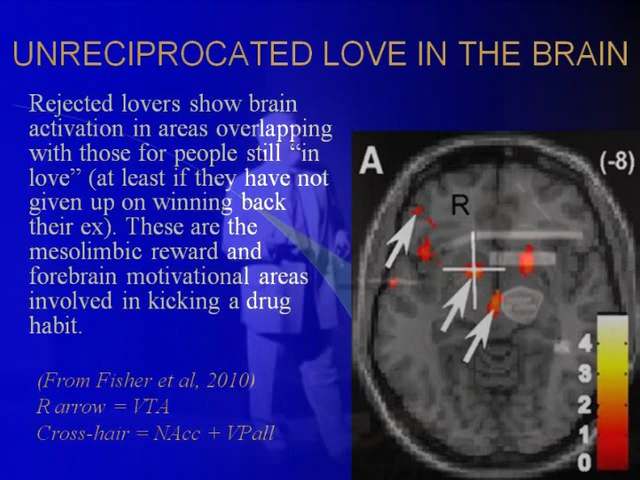 UNRECIPROCATED LOVE IN THE BRAIN
Rejected lovers show brain
activation in areas overlapping
with those for people still “in
love” (at least if they have not
given up on winning back
their ex). These are the
mesolimbic reward and
forebrain motivational areas
involved in kicking a drug
habit.
(From Fisher et al, 2010)
R arrow = VTA
Cross-hair = NAcc + VPall
A
(-8)
R
4
3
2
1
0